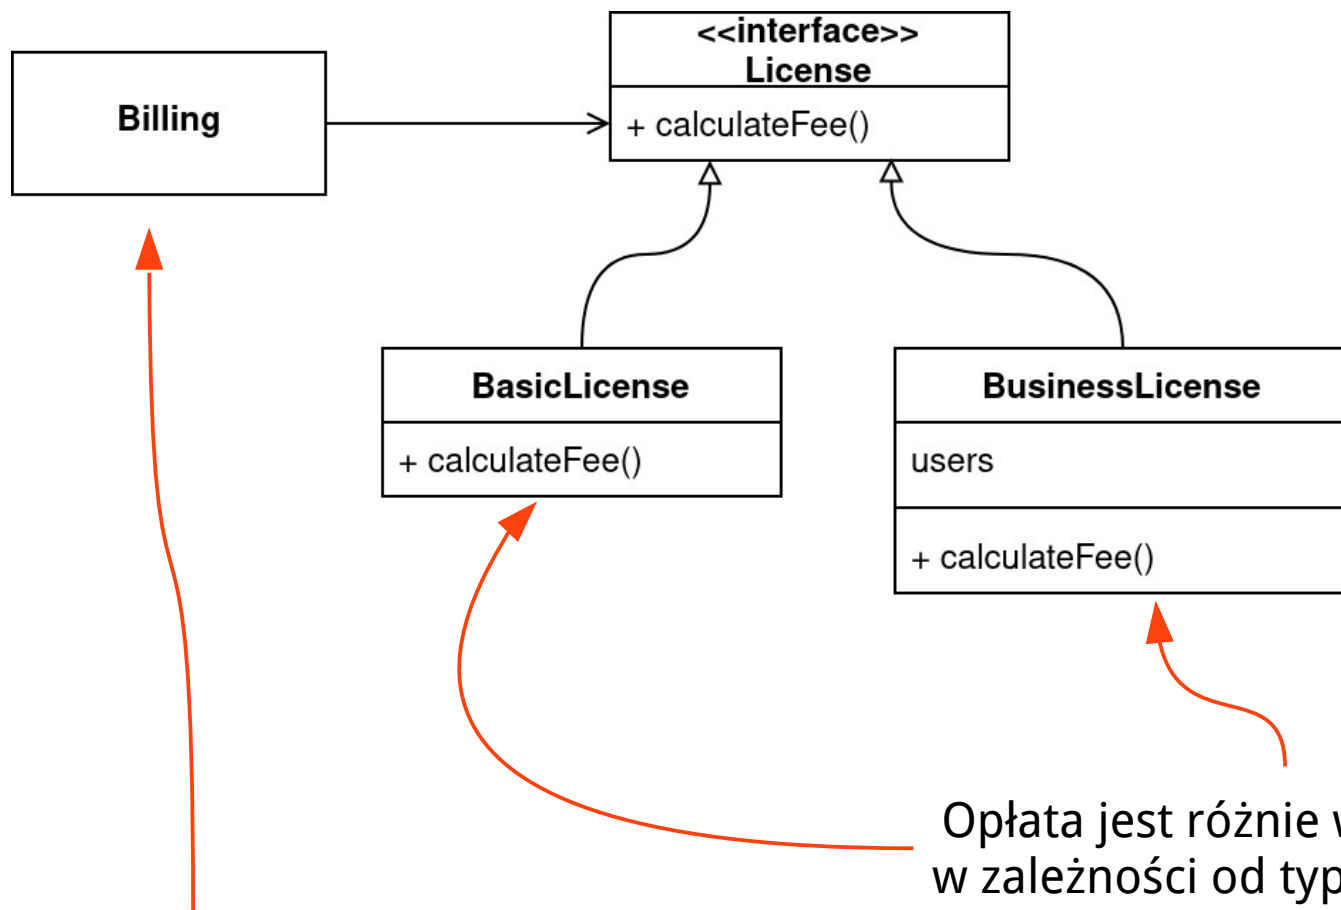 <<interface>>
License
+ calculateFee()
Billing
BasicLicense
+ calculateFee()
BusinessLicense
users
+ calculateFee()
Opłata jest różnie
w zależności od